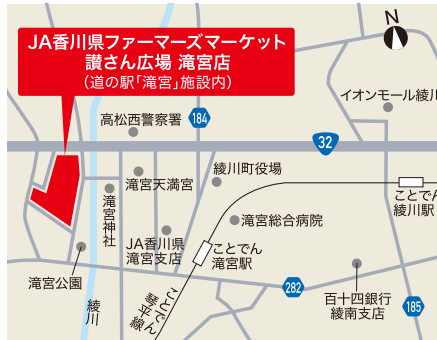 JA香川県ファーマーズマーケット
讃さん広場 滝宮店
(道の駅「滝宮」施設内)
N
イオンモール綾川
高松西警察署
184
32
滝宮天満宮
綾川町役場
滝宮神社
ことでん
綾川駅
滝宮総合病院
JA香川県
滝宮支店
ことでん
滝宮駅
滝宮公園
綾川
ことでん
琴平線
282
百十四銀行
綾南支店
185